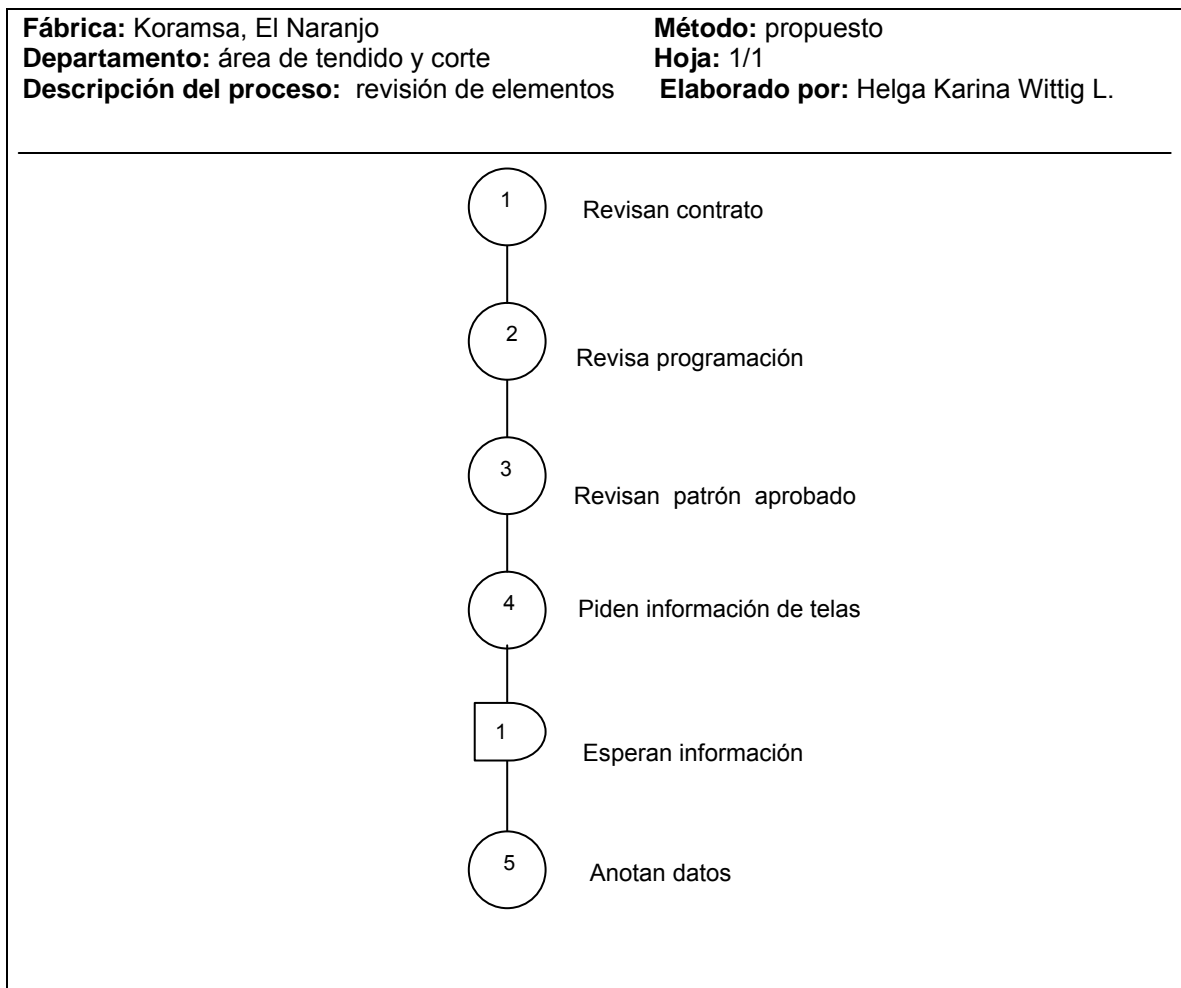 Fábrica: Koramsa, El Naranjo Método: propuesto
Departamento: área de tendido y corte Hoja: 1/1
Descripción del proceso: revisión de elementos Elaborado por: Helga Karina Wittig L.
1 Revisan contrato
2 Revisa programación
3 Revisan patrón aprobado
4 Piden información de telas
1 Esperan información
5 Anotan datos